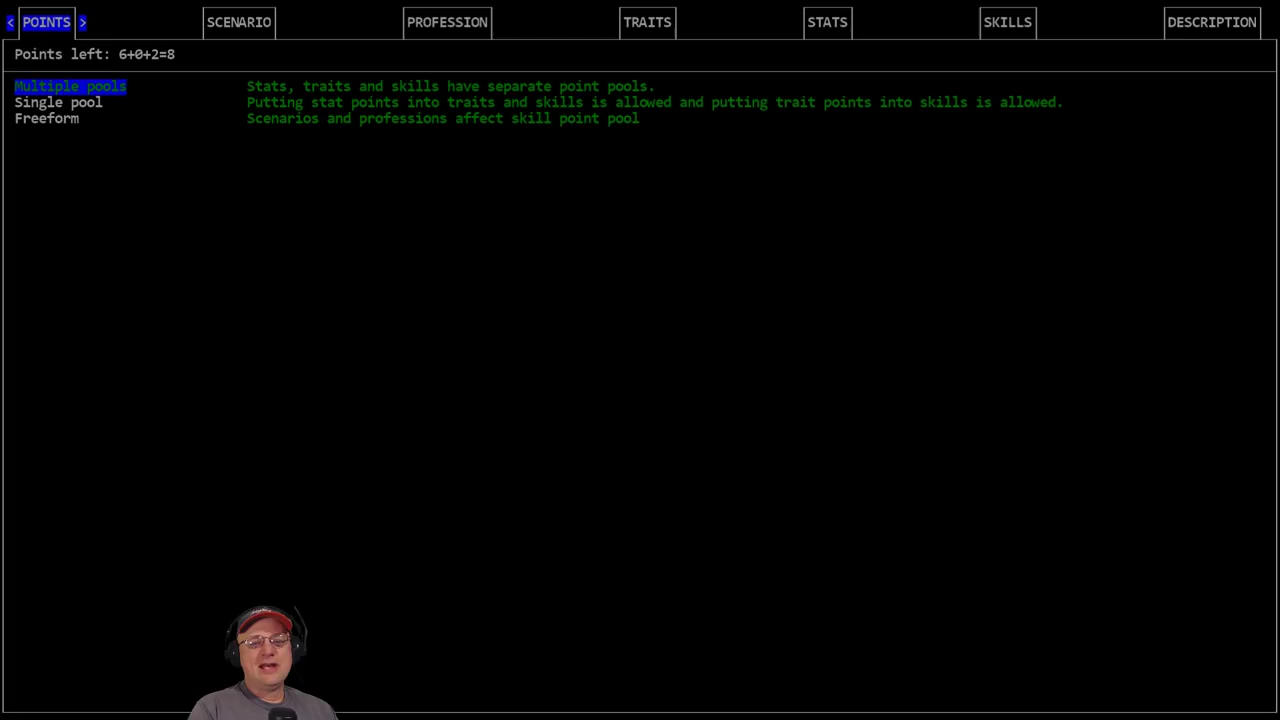 < POINTS > SCENARIO PROFESSION TRAITS STATS SKILLS DESCRIPTION
Points left: 6+0+2=8
Multiple pools Stats, traits and skills have separate point pools.
Single pool Putting stat points into traits and skills is allowed and putting trait points into skills is allowed.
Freeform Scenarios and professions affect skill point pool